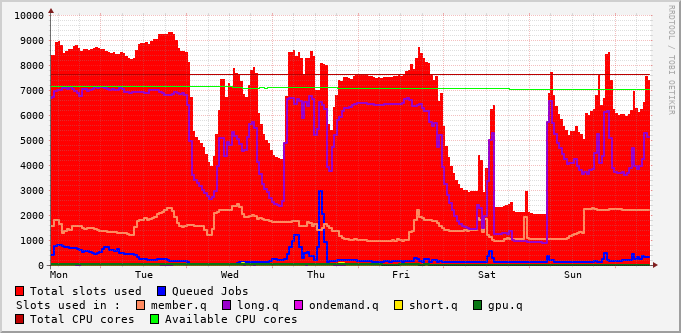 RRDTOOL / TOBI OETIKER
10000
9000
8000
7000
6000
5000
4000
3000
2000
1000
0
Mon Tue Wed Thu Fri Sat Sun
Total slots used Queued Jobs
Slots used in : member.q long.q ondemand.q short.q gpu.q
Total CPU cores Available CPU cores